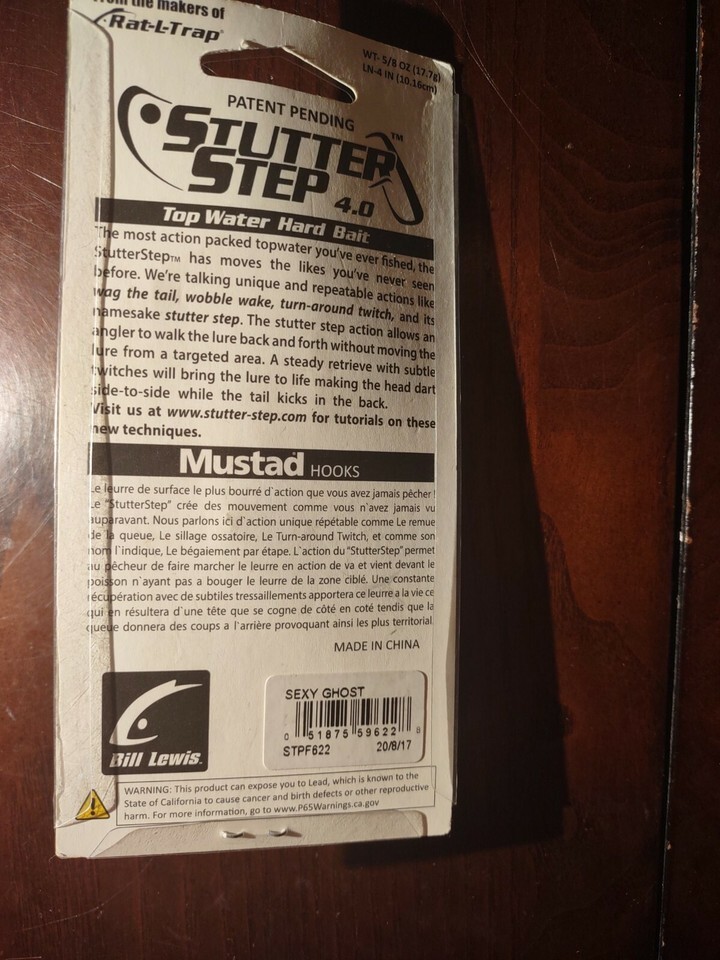 from the makers of
Rat-L-Trap®
WT- 5/8 OZ (17.7g)
LN-4 IN (10.16cm)
PATENT PENDING
STUTTER™
STEP 4.0
Top Water Hard Bait
The most action packed topwater you've ever fished, the
StutterStep™ has moves the likes you've never seen
before. We're talking unique and repeatable actions like
wag the tail, wobble wake, turn-around twitch, and its
namesake stutter step. The stutter step action allows an
angler to walk the lure back and forth without moving the
lure from a targeted area. A steady retrieve with subtle
twitches will bring the lure to life making the head dart
side-to-side while the tail kicks in the back.
Visit us at www.stutter-step.com for tutorials on these
new techniques.
Mustad HOOKS
Le leurre de surface le plus bourré d`action que vous avez jamais pêcher !
Le "StutterStep" crée des mouvement comme vous n`avez jamais vu
auparavant. Nous parlons ici d`action unique répétable comme Le remue
de la queue, Le sillage ossatoire, Le Turn-around Twitch, et comme son
nom l`indique, Le bégaiement par étape. L`action du "StutterStep" permet
au pêcheur de faire marcher le leurre en action de va et vient devant le
poisson n`ayant pas a bouger le leurre de la zone ciblé. Une constante
récupération avec de subtiles tressaillements apportera ce leurre a la vie ce
qui en résultera d`une tête que se cogne de côté en coté tendis que la
queue donnera des coups a l`arrière provoquant ainsi les plus territorial.
MADE IN CHINA
SEXY GHOST
0 51875 59622 8
STPF622 20/8/17
Bill Lewis
WARNING: This product can expose you to Lead, which is known to the
State of California to cause cancer and birth defects or other reproductive
harm. For more information, go to www.P65Warnings.ca.gov